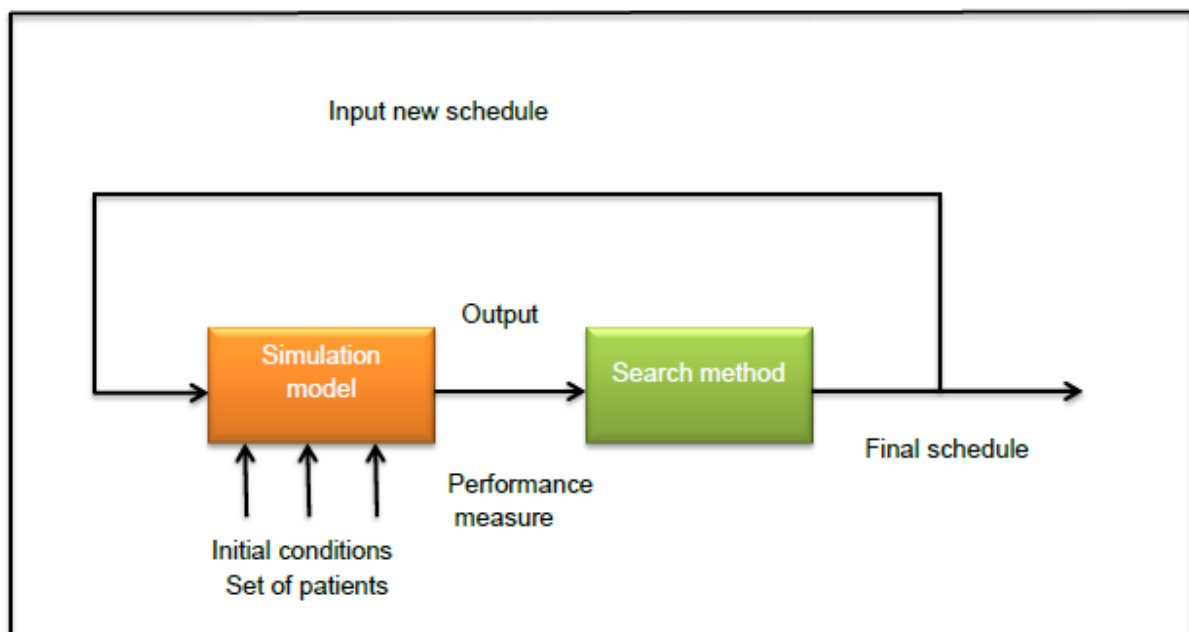 Input new schedule
Output
Simulation
model
Search method
Final schedule
Performance
measure
Initial conditions
Set of patients